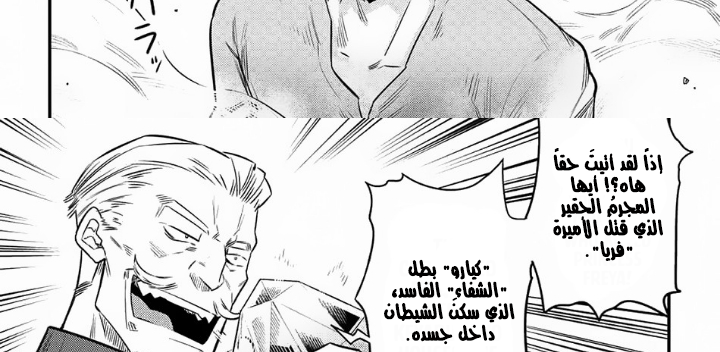 إذاً لقد أتيتَ حقاً
هاه؟! أيها
المجرمُ الحقير
الذي قتل الأميرة
"فريا".
"كيارو" بطل
"الشفاء" الفاسد،
الذي سكنَ الشيطان
داخل جسده.